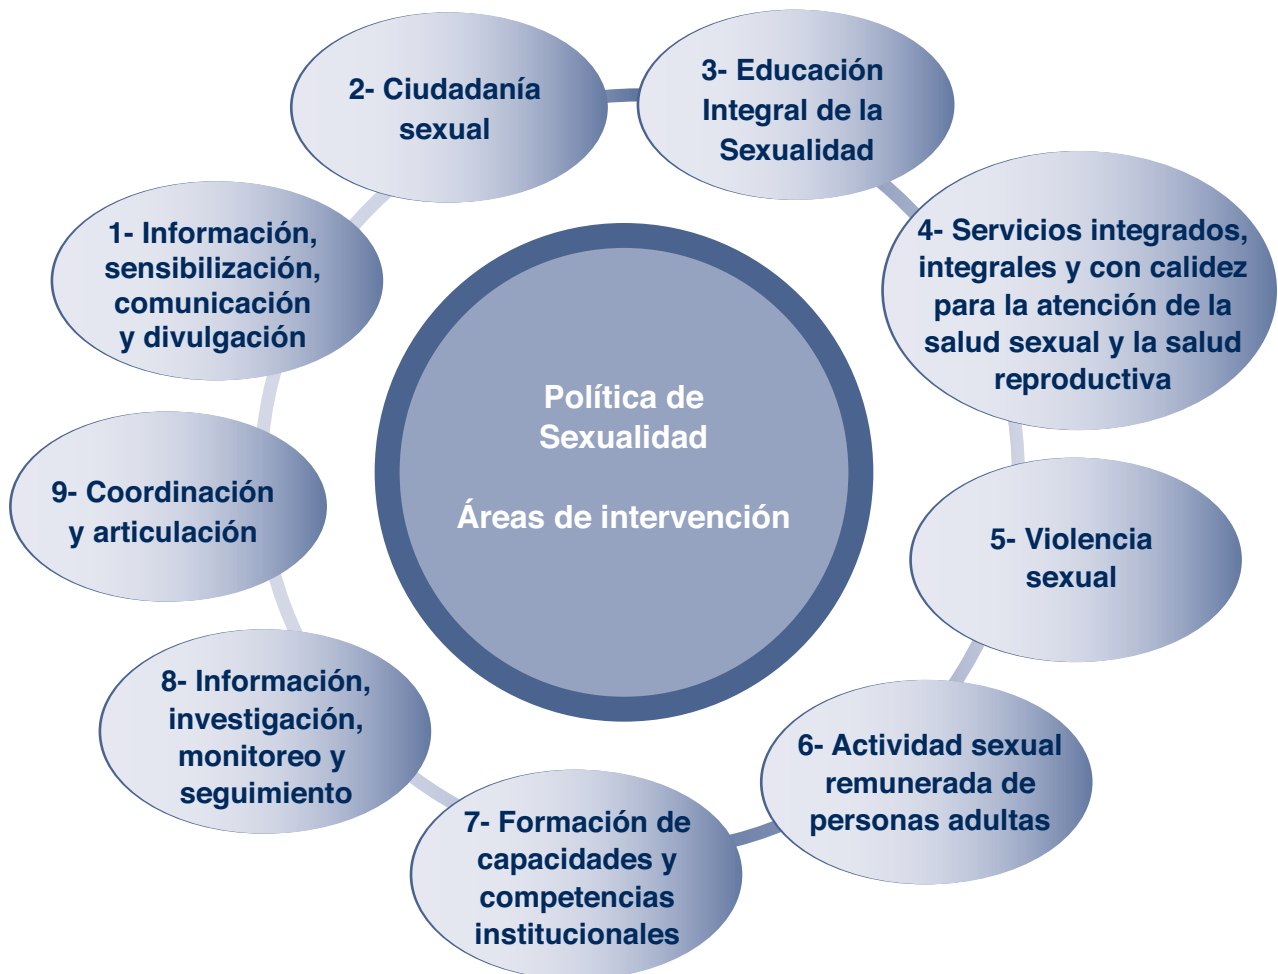 Política de
Sexualidad
Áreas de intervención
1- Información,
sensibilización,
comunicación
y divulgación
2- Ciudadanía
sexual
3- Educación
Integral de la
Sexualidad
4- Servicios integrados,
integrales y con calidez
para la atención de la
salud sexual y la salud
reproductiva
5- Violencia
sexual
6- Actividad sexual
remunerada de
personas adultas
7- Formación de
capacidades y
competencias
institucionales
8- Información,
investigación,
monitoreo y
seguimiento
9- Coordinación
y articulación